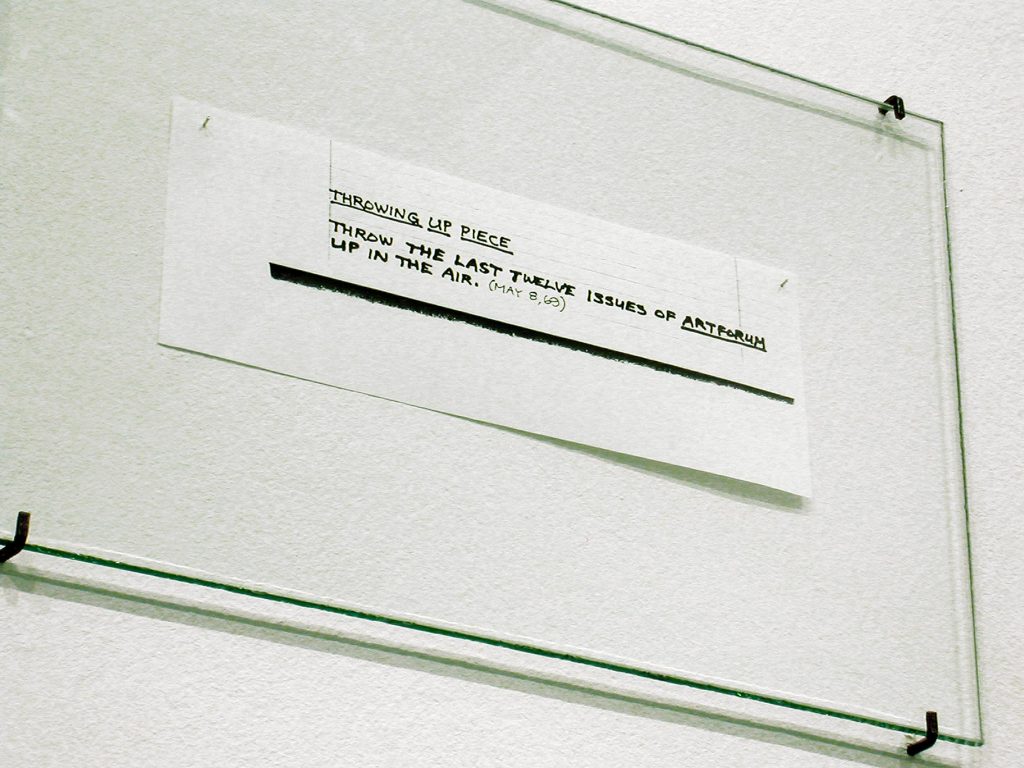 THROWING UP PIECE
THROW THE LAST TWELVE ISSUES OF ARTFORUM
UP IN THE AIR. (MAY 8, 69)